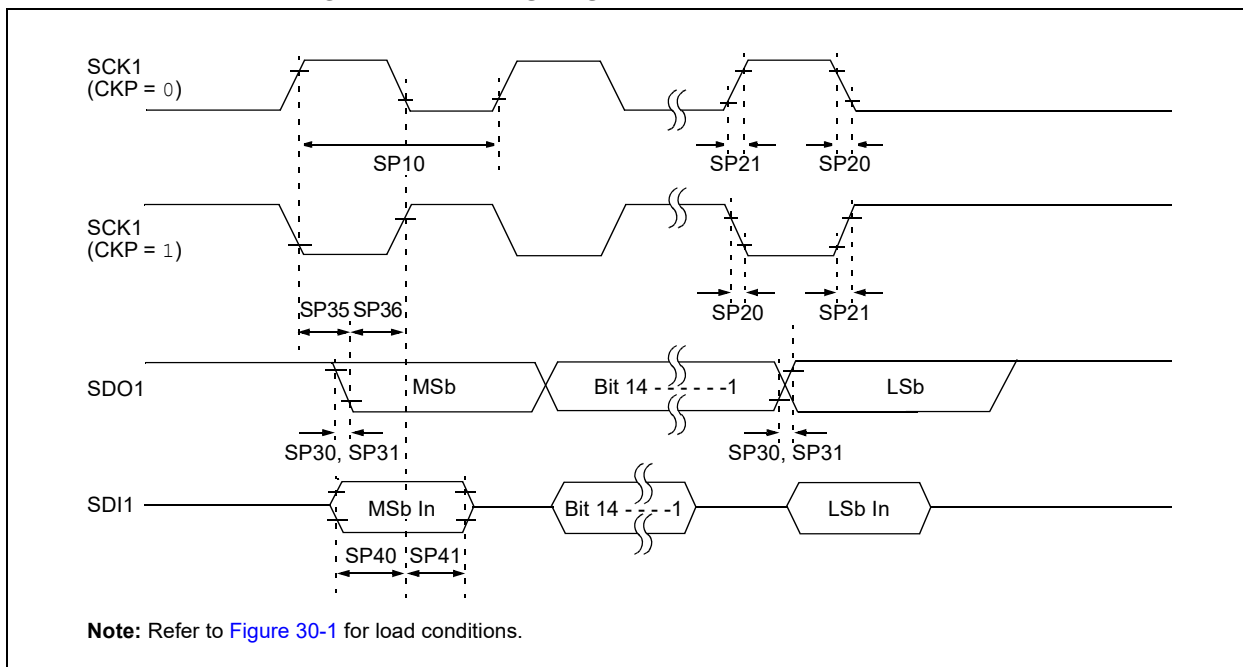 SCK1
(CKP = 0)
SP10
SP21
SP20
SCK1
(CKP = 1)
SP35
SP36
SP20
SP21
SDO1
MSb
Bit 14 - - - - - -1
LSb
SP30, SP31
SP30, SP31
SDI1
MSb In
Bit 14 - - - -1
LSb In
SP40
SP41
Note: Refer to Figure 30-1 for load conditions.